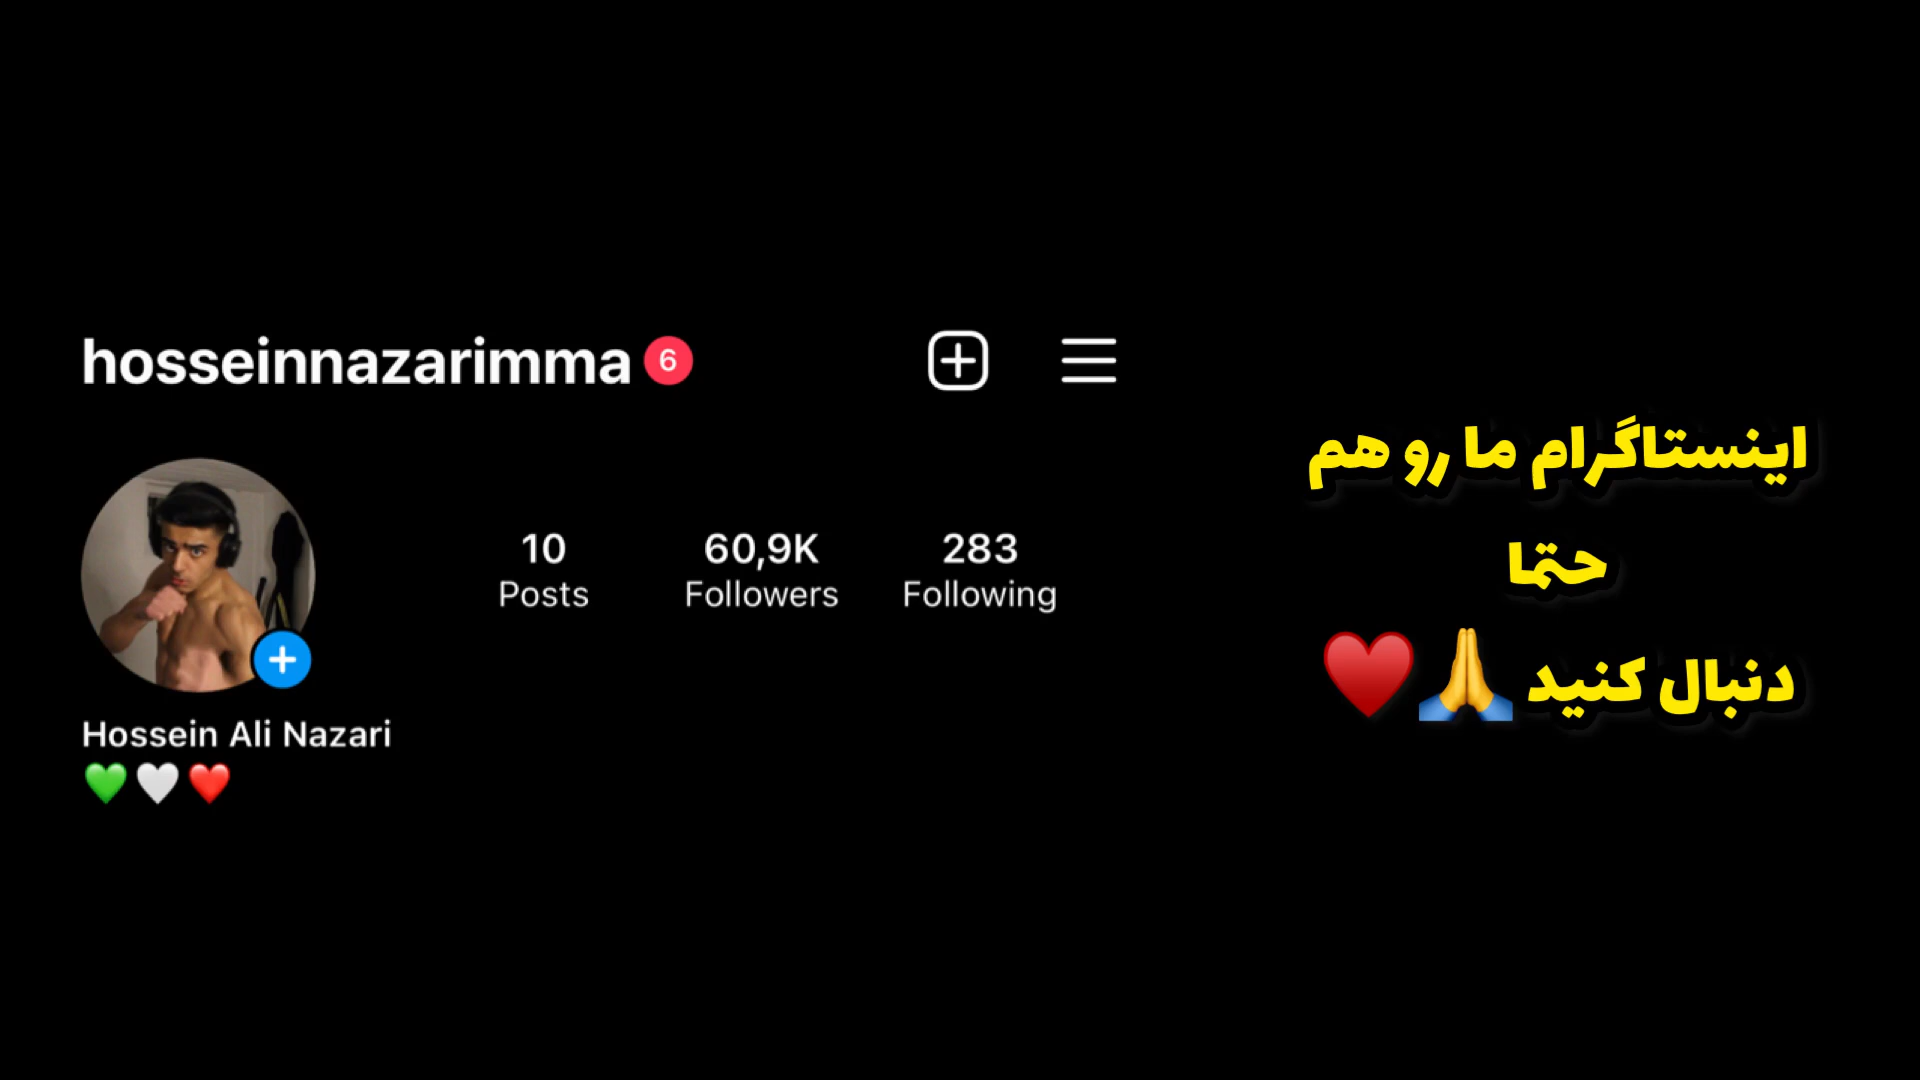 hosseinnazarimma 6
10 60,9K 283
Posts Followers Following
Hossein Ali Nazari
💚🤍❤️
اینستاگرام ما رو هم
حتما
دنبال کنید 🙏♥️